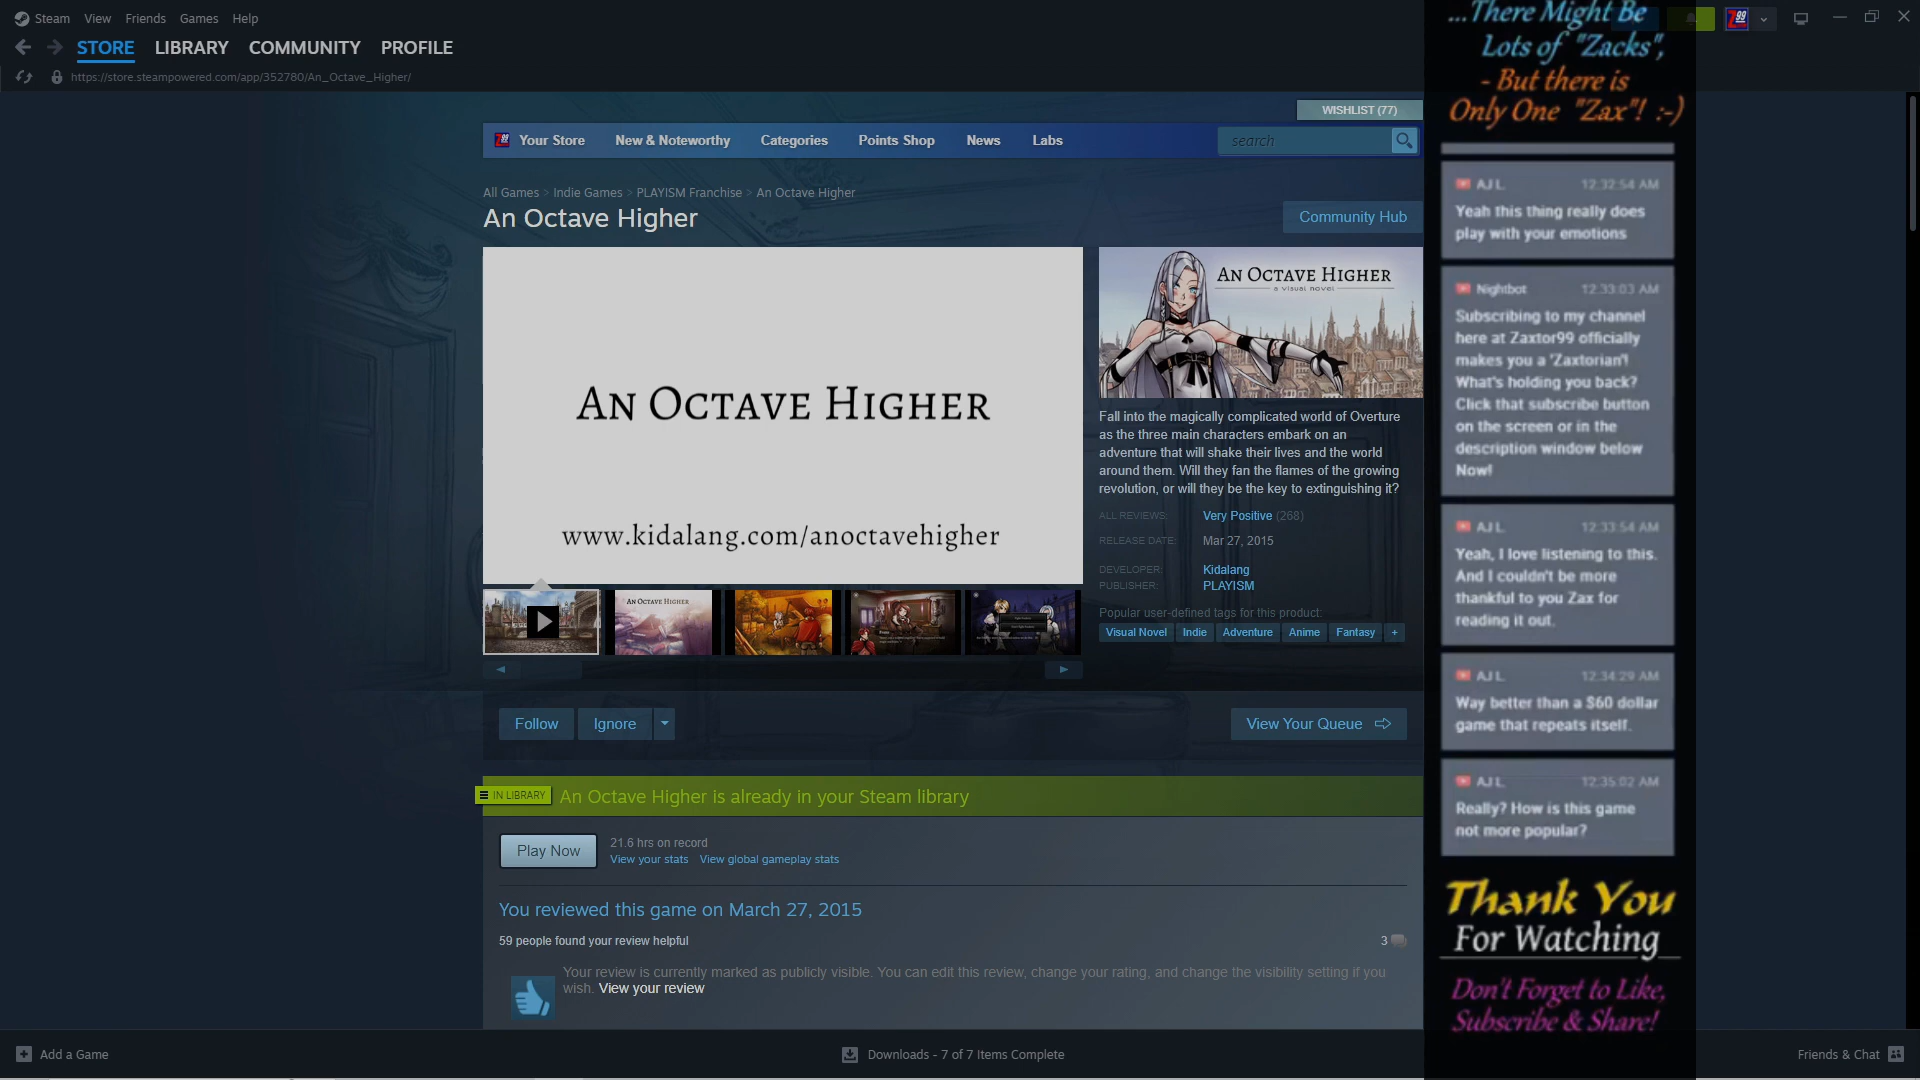 Steam View Friends Games Help
STORE LIBRARY COMMUNITY PROFILE
https://store.steampowered.com/app/352780/An_Octave_Higher/
WISHLIST (77)
Your Store New & Noteworthy Categories Points Shop News Labs
search
All Games > Indie Games > PLAYISM Franchise > An Octave Higher
An Octave Higher
Community Hub
AN OCTAVE HIGHER
www.kidalang.com/anoctavehigher
AN OCTAVE HIGHER
a visual novel
Fall into the magically complicated world of Overture
as the three main characters embark on an
adventure that will shake their lives and the world
around them. Will they fan the flames of the growing
revolution, or will they be the key to extinguishing it?
ALL REVIEWS: Very Positive (268)
RELEASE DATE: Mar 27, 2015
DEVELOPER: Kidalang
PUBLISHER: PLAYISM
Popular user-defined tags for this product:
Visual Novel Indie Adventure Anime Fantasy +
AN OCTAVE HIGHER
Follow Ignore
View Your Queue
IN LIBRARY An Octave Higher is already in your Steam library
Play Now
21.6 hrs on record
View your stats View global gameplay stats
You reviewed this game on March 27, 2015
59 people found your review helpful
3
Your review is currently marked as publicly visible. You can edit this review, change your rating, and change the visibility setting if you
wish. View your review
Add a Game
Downloads - 7 of 7 Items Complete
Friends & Chat
...There Might Be
Lots of "Zacks",
- But there is
Only One "Zax"! :-)
Z99
AJ L. 12:32:54 AM
Yeah this thing really does
play with your emotions
Nightbot 12:33:03 AM
Subscribing to my channel
here at Zaxtor99 officially
makes you a 'Zaxtorian'!
What's holding you back?
Click that subscribe button
on the screen or in the
description window below
Now!
AJ L. 12:33:54 AM
Yeah, I love listening to this.
And I couldn't be more
thankful to you Zax for
reading it out.
AJ L. 12:34:29 AM
Way better than a $60 dollar
game that repeats itself.
AJ L. 12:35:02 AM
Really? How is this game
not more popular?
Thank You
For Watching
Don't Forget to Like,
Subscribe & Share!